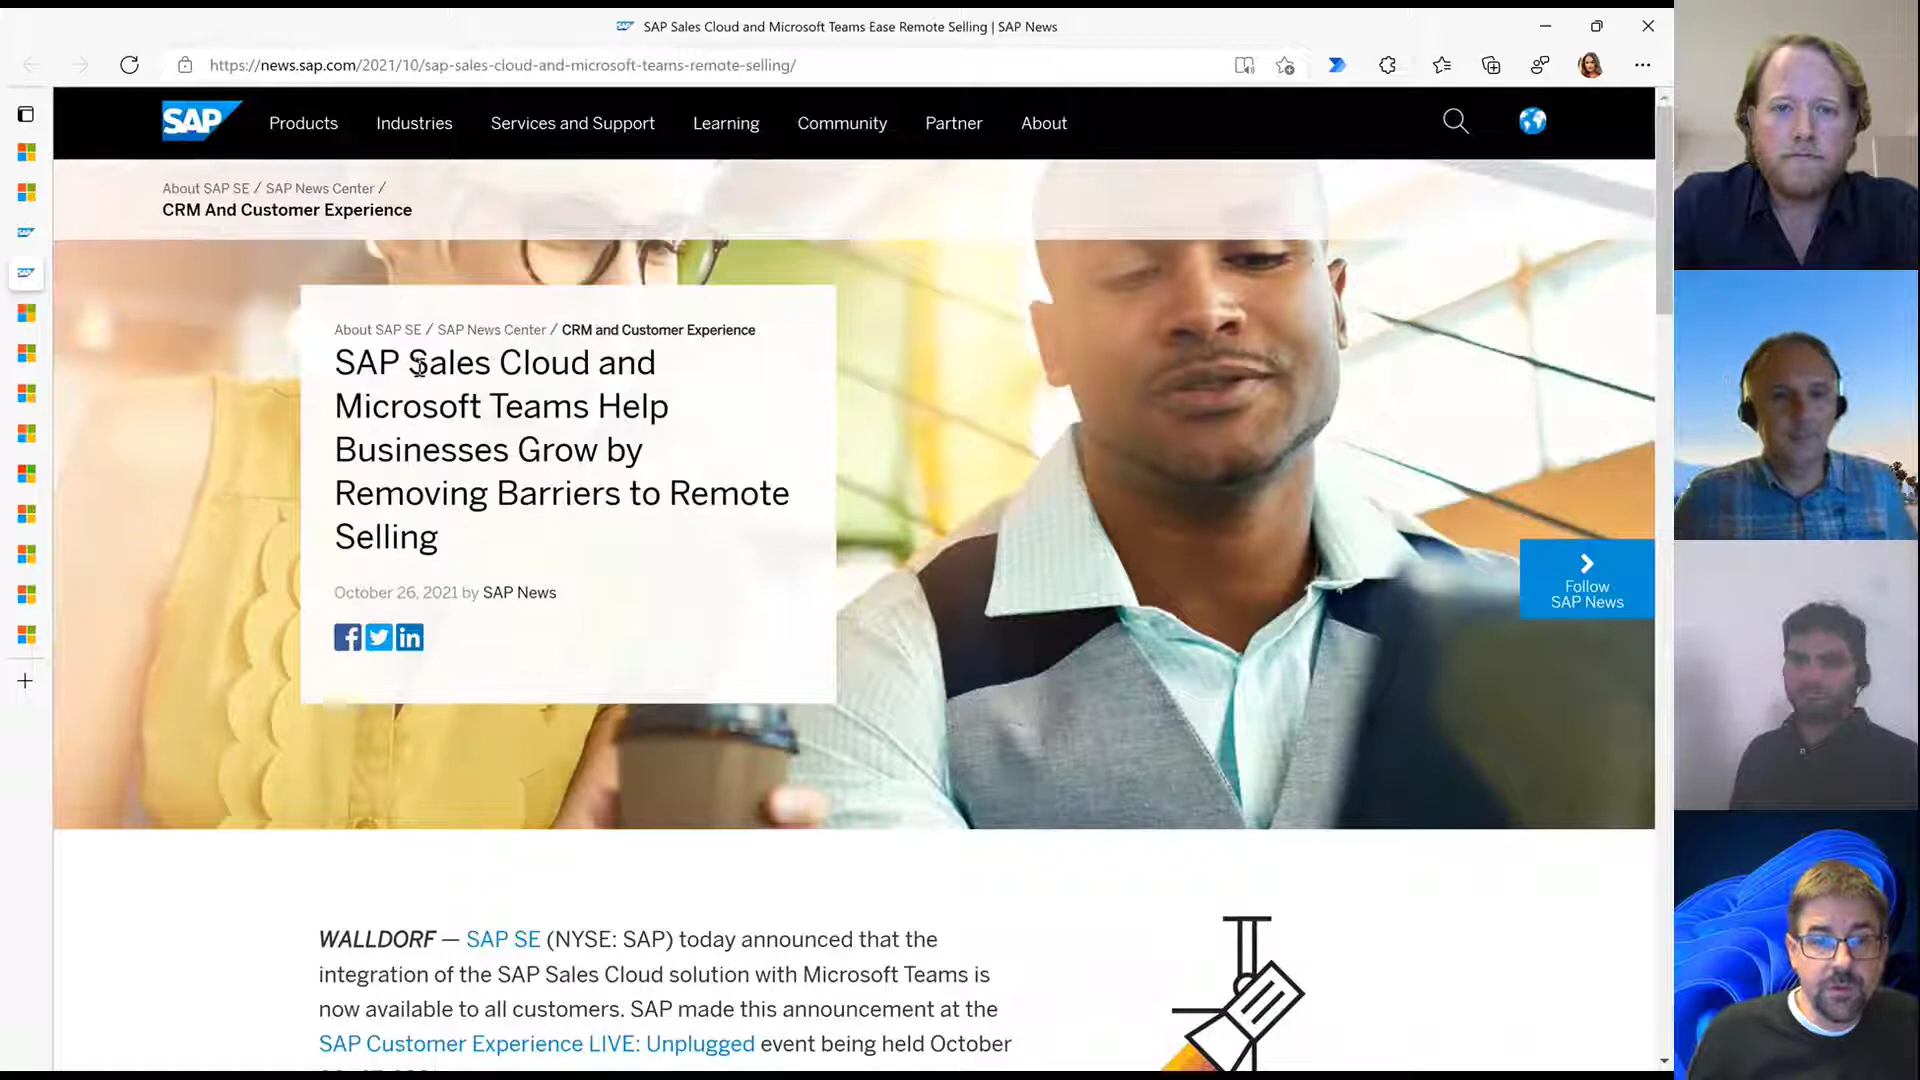 SAP Sales Cloud and Microsoft Teams Ease Remote Selling | SAP News
https://news.sap.com/2021/10/sap-sales-cloud-and-microsoft-teams-remote-selling/
SAP Products Industries Services and Support Learning Community Partner About
About SAP SE / SAP News Center /
CRM And Customer Experience
About SAP SE / SAP News Center / CRM and Customer Experience
SAP Sales Cloud and
Microsoft Teams Help
Businesses Grow by
Removing Barriers to Remote
Selling
October 26, 2021 by SAP News
Follow
SAP News
WALLDORF — SAP SE (NYSE: SAP) today announced that the
integration of the SAP Sales Cloud solution with Microsoft Teams is
now available to all customers. SAP made this announcement at the
SAP Customer Experience LIVE: Unplugged event being held October